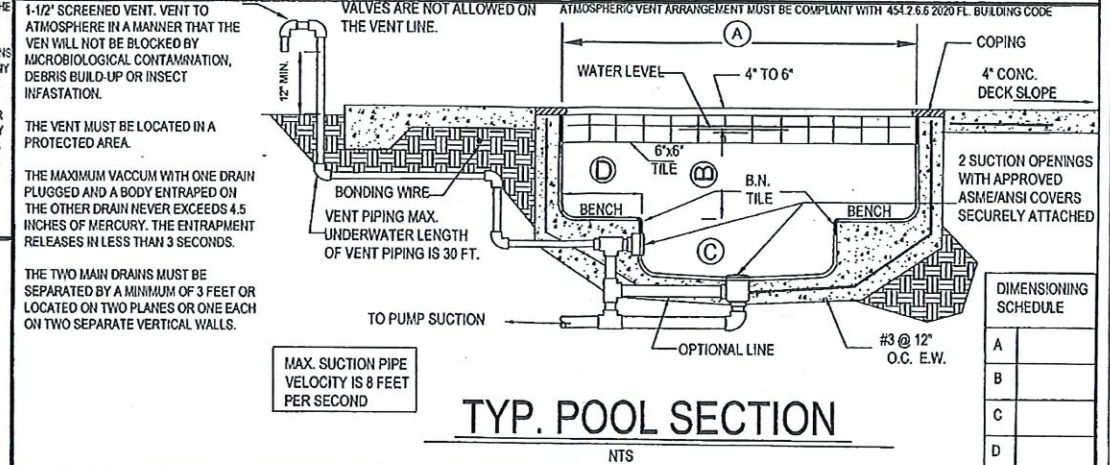 THE
NS
NY
R
Y
1-1/2" SCREENED VENT. VENT TO
ATMOSPHERE IN A MANNER THAT THE
VEN WILL NOT BE BLOCKED BY
MICROBIOLOGICAL CONTAMINATION,
DEBRIS BUILD-UP OR INSECT
INFASTATION.
THE VENT MUST BE LOCATED IN A
PROTECTED AREA.
THE MAXIMUM VACCUM WITH ONE DRAIN
PLUGGED AND A BODY ENTRAPED ON
THE OTHER DRAIN NEVER EXCEEDS 4.5
INCHES OF MERCURY. THE ENTRAPMENT
RELEASES IN LESS THAN 3 SECONDS.
THE TWO MAIN DRAINS MUST BE
SEPARATED BY A MINIMUM OF 3 FEET OR
LOCATED ON TWO PLANES OR ONE EACH
ON TWO SEPARATE VERTICAL WALLS.
VALVES ARE NOT ALLOWED ON
THE VENT LINE.
12" MIN.
ATMOSPHERIC VENT ARRANGEMENT MUST BE COMPLIANT WITH 454.2.6.6 2020 FL. BUILDING CODE
A
WATER LEVEL
4" TO 6"
COPING
4" CONC.
DECK SLOPE
6"x6"
TILE
D
B
B.N.
TILE
BENCH
BENCH
C
BONDING WIRE
VENT PIPING MAX.
UNDERWATER LENGTH
OF VENT PIPING IS 30 FT.
2 SUCTION OPENINGS
WITH APPROVED
ASME/ANSI COVERS
SECURELY ATTACHED
TO PUMP SUCTION
OPTIONAL LINE
#3 @ 12"
O.C. E.W.
MAX. SUCTION PIPE
VELOCITY IS 8 FEET
PER SECOND
TYP. POOL SECTION
NTS
DIMENSIONING
SCHEDULE
A
B
C
D